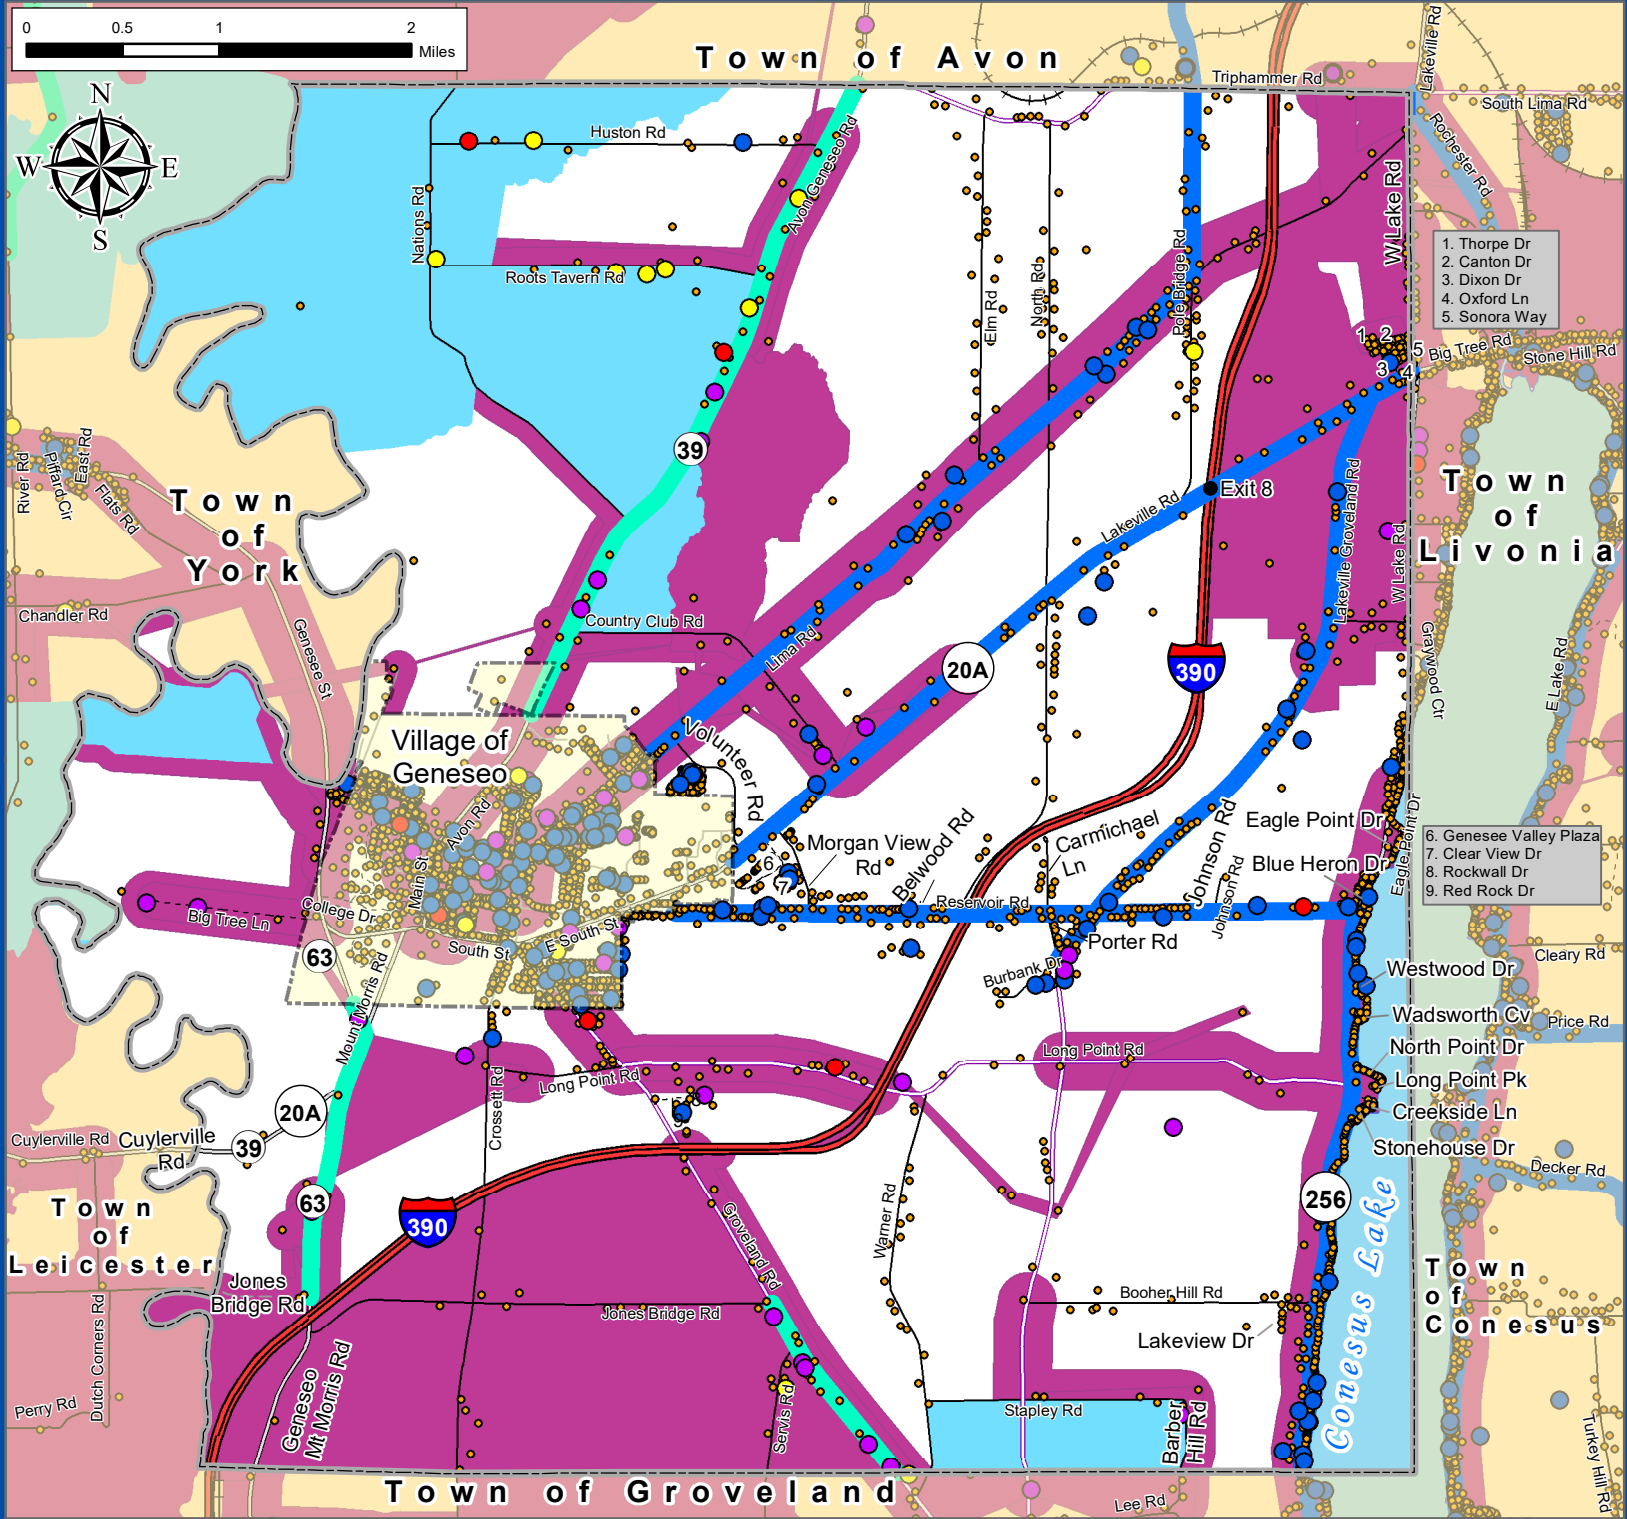 0 0.5 1 2
Miles
Town of Avon
Triphammer Rd
Lakeville Rd
South Lima Rd
Rochester Rd
N
W E
S
Huston Rd
Nations Rd
Avon Geneseo Rd
Roots Tavern Rd
Elm Rd
North Rd
Pole Bridge Rd
W Lake Rd
1. Thorpe Dr
2. Canton Dr
3. Dixon Dr
4. Oxford Ln
5. Sonora Way
1 2
5
3 4
Big Tree Rd
Stone Hill Rd
39
River Rd
Piffard Cir
East Rd
Flats Rd
Town
of
York
Exit 8
Lakeville Rd
Lakeville Groveland Rd
W Lake Rd
Town
of
Livonia
Chandler Rd
Genesee St
Country Club Rd
Lima Rd
20A
390
Graywood Ctr
E Lake Rd
Village of
Geneseo
Volunteer Rd
Avon Rd
Main St
Morgan View
Rd
6
7
Belwood Rd
Carmichael
Ln
Johnson Rd
Johnson Rd
Eagle Point Dr
Eagle Point Dr
Blue Heron Dr
6. Genesee Valley Plaza
7. Clear View Dr
8. Rockwall Dr
9. Red Rock Dr
Big Tree Ln
College Dr
Reservoir Rd
63
South St
E South St
Mount Morris Rd
Porter Rd
Burbank Dr
Cleary Rd
Westwood Dr
Wadsworth Cv
Price Rd
North Point Dr
Long Point Rd
Long Point Rd
Long Point Pk
Crossett Rd
8
9
Creekside Ln
Stonehouse Dr
20A
39
Cuylerville Rd
Cuylerville
Rd
Decker Rd
63
390
256
Town
of
Leicester
Warner Rd
Groveland Rd
Conesus Lake
Town
of
Conesus
Jones
Bridge Rd
Jones Bridge Rd
Booher Hill Rd
Lakeview Dr
Dutch Corners Rd
Perry Rd
Geneseo
Mt Morris Rd
Servis Rd
Stapley Rd
Barber
Hill Rd
Turkey Hill Rd
Town of Groveland
Lee Rd